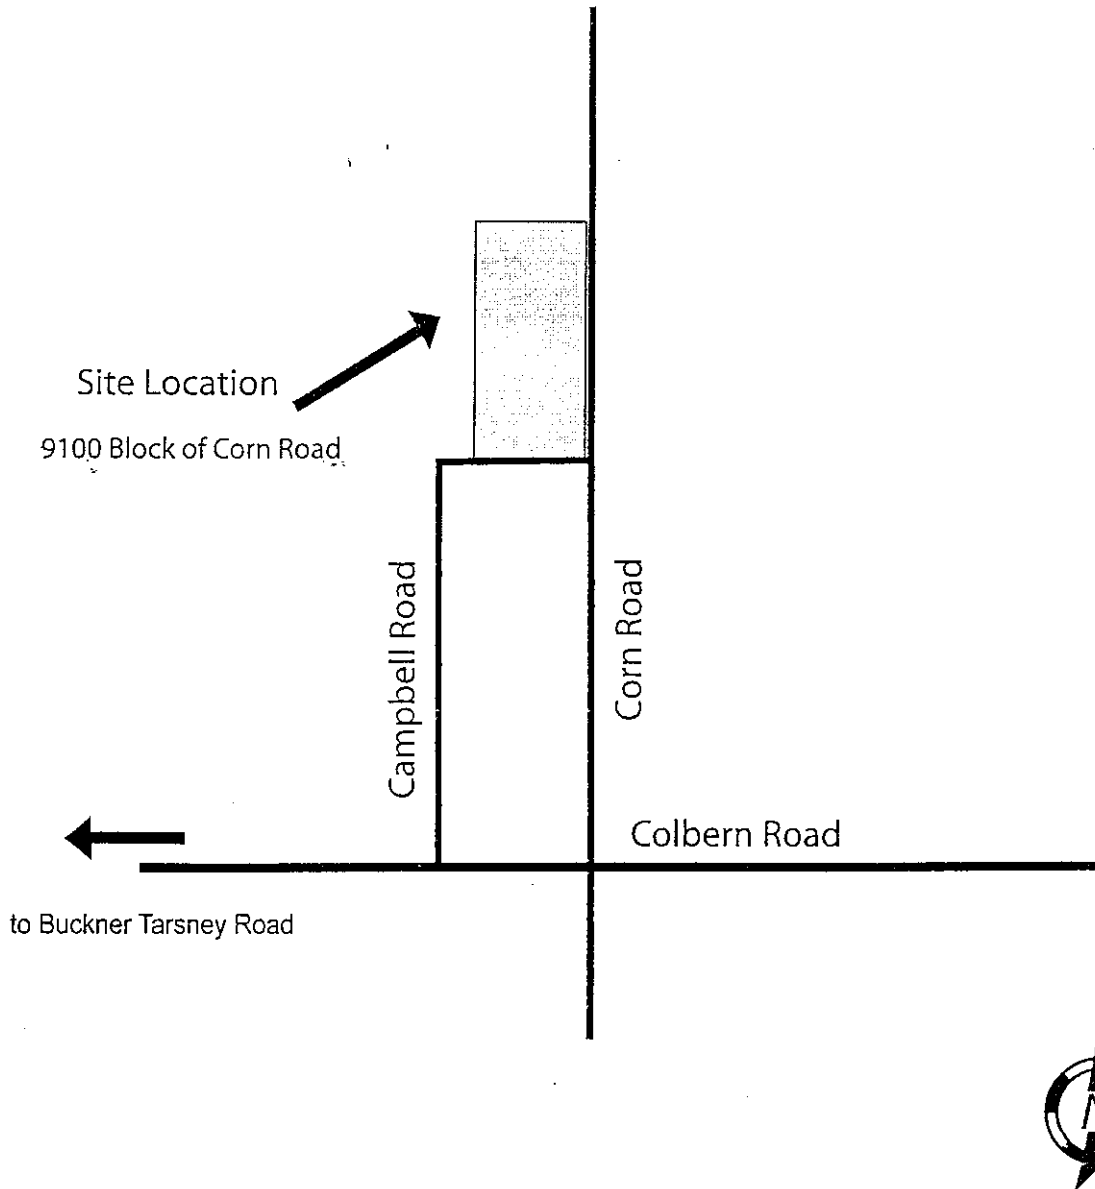 Site Location
9100 Block of Corn Road
Campbell Road
Corn Road
Colbern Road
to Buckner Tarsney Road
N